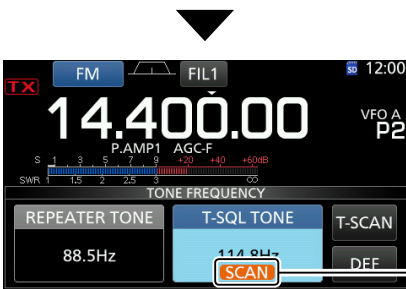 FM FIL1 SD 12:00
TX
14.400.00 VFO A
P2
P.AMP1 AGC-F
S 1 3 5 7 9 +20 +40 +60dB
SWR 1 1.5 2 2.5 3 ∞
TONE FREQUENCY
REPEATER TONE T-SQL TONE T-SCAN
88.5Hz 114.8Hz
SCAN DEF